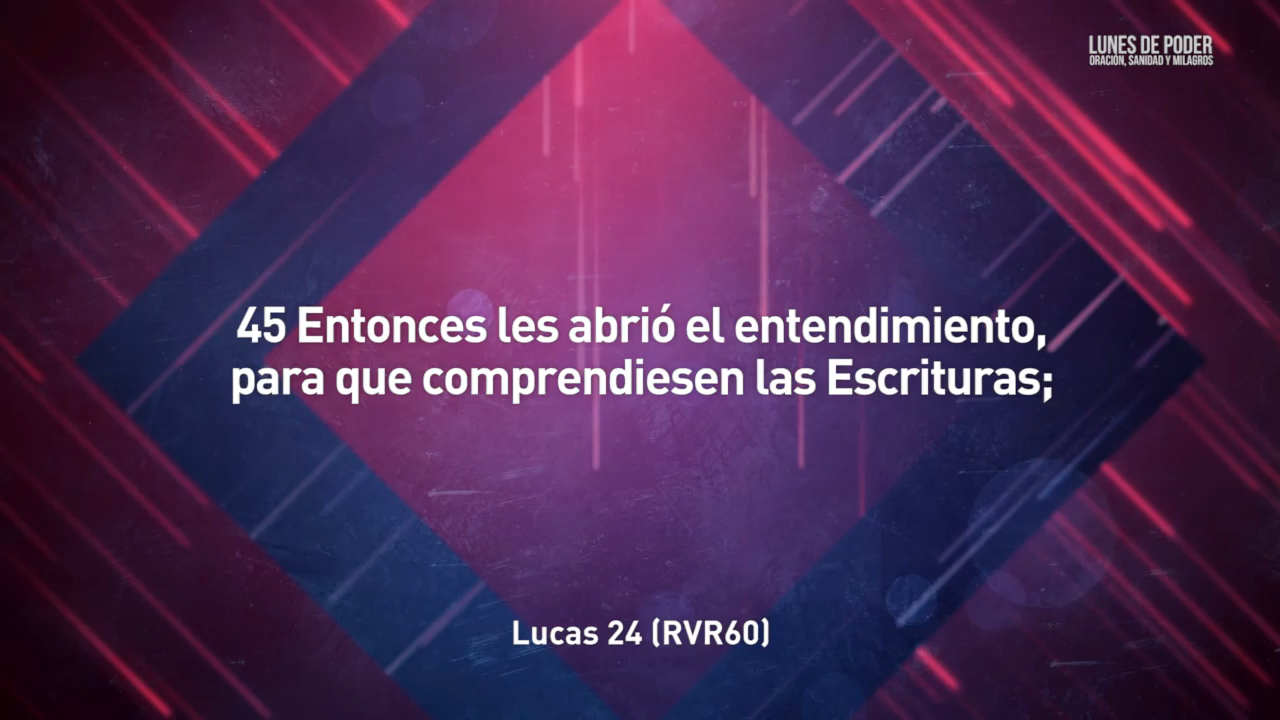 LUNES DE PODER
ORACIÓN, SANIDAD Y MILAGROS
45 Entonces les abrió el entendimiento,
para que comprendiesen las Escrituras;
Lucas 24 (RVR60)